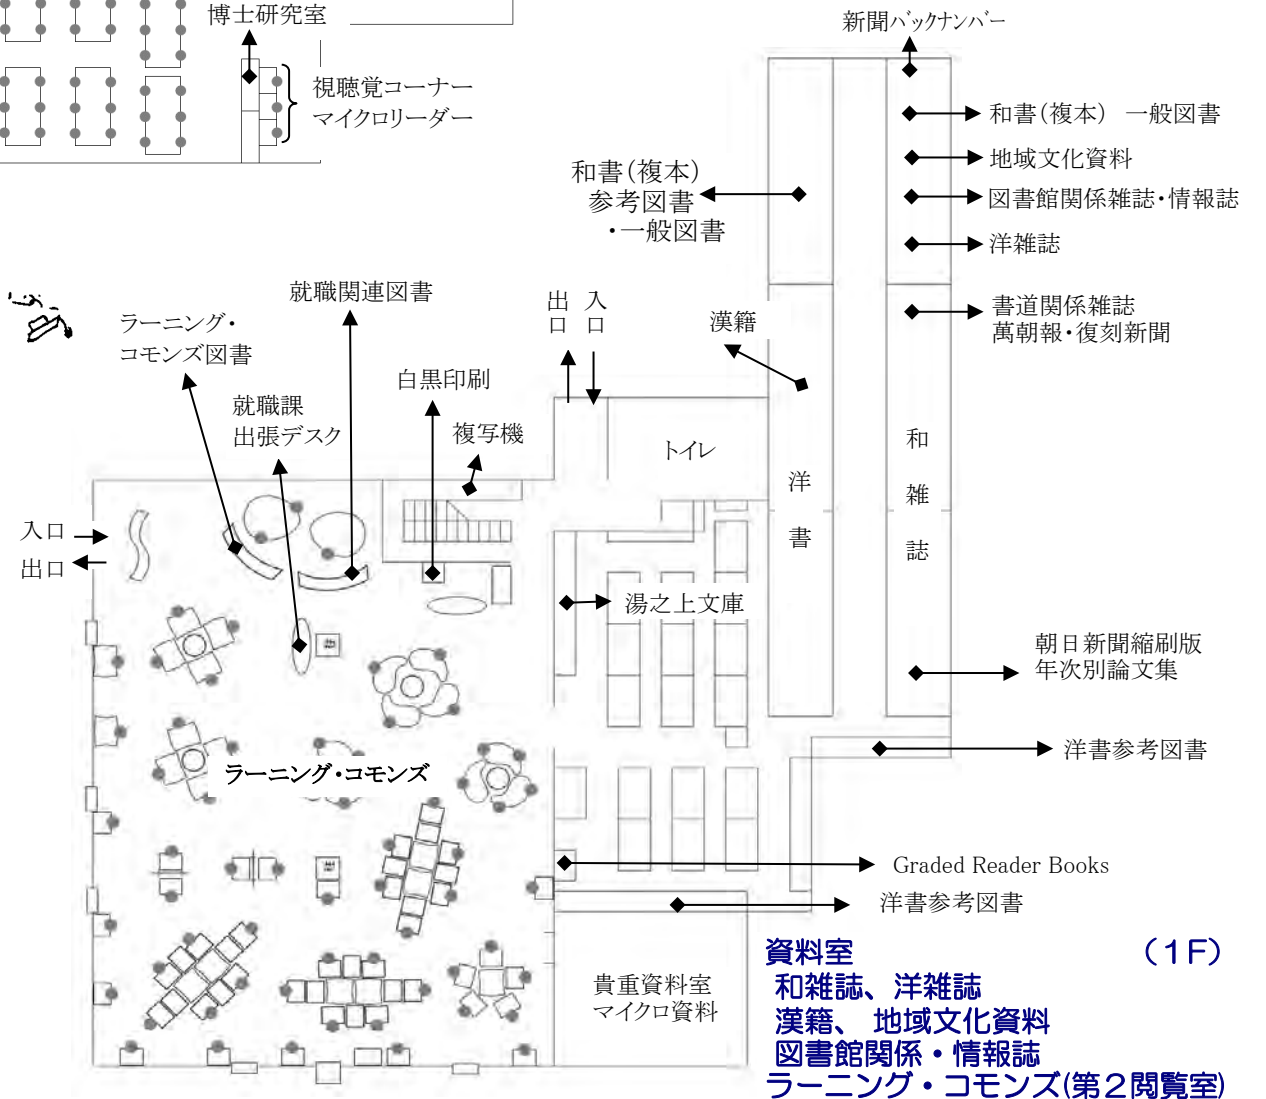 博士研究室
視聴覚コーナー
マイクロリーダー
新聞バックナンバー
和書(複本) 一般図書
地域文化資料
図書館関係雑誌・情報誌
洋雑誌
和書(複本)
参考図書
・一般図書
書道関係雑誌
萬朝報・復刻新聞
就職関連図書
ラーニング・
コモンズ図書
出口
入口
漢籍
白黒印刷
就職課
出張デスク
複写機
トイレ
和雑誌
洋書
入口
出口
湯之上文庫
朝日新聞縮刷版
年次別論文集
洋書参考図書
ラーニング・コモンズ
Graded Reader Books
洋書参考図書
貴重資料室
マイクロ資料
資料室 (1F)
和雑誌、洋雑誌
漢籍、 地域文化資料
図書館関係・情報誌
ラーニング・コモンズ(第2閲覧室)